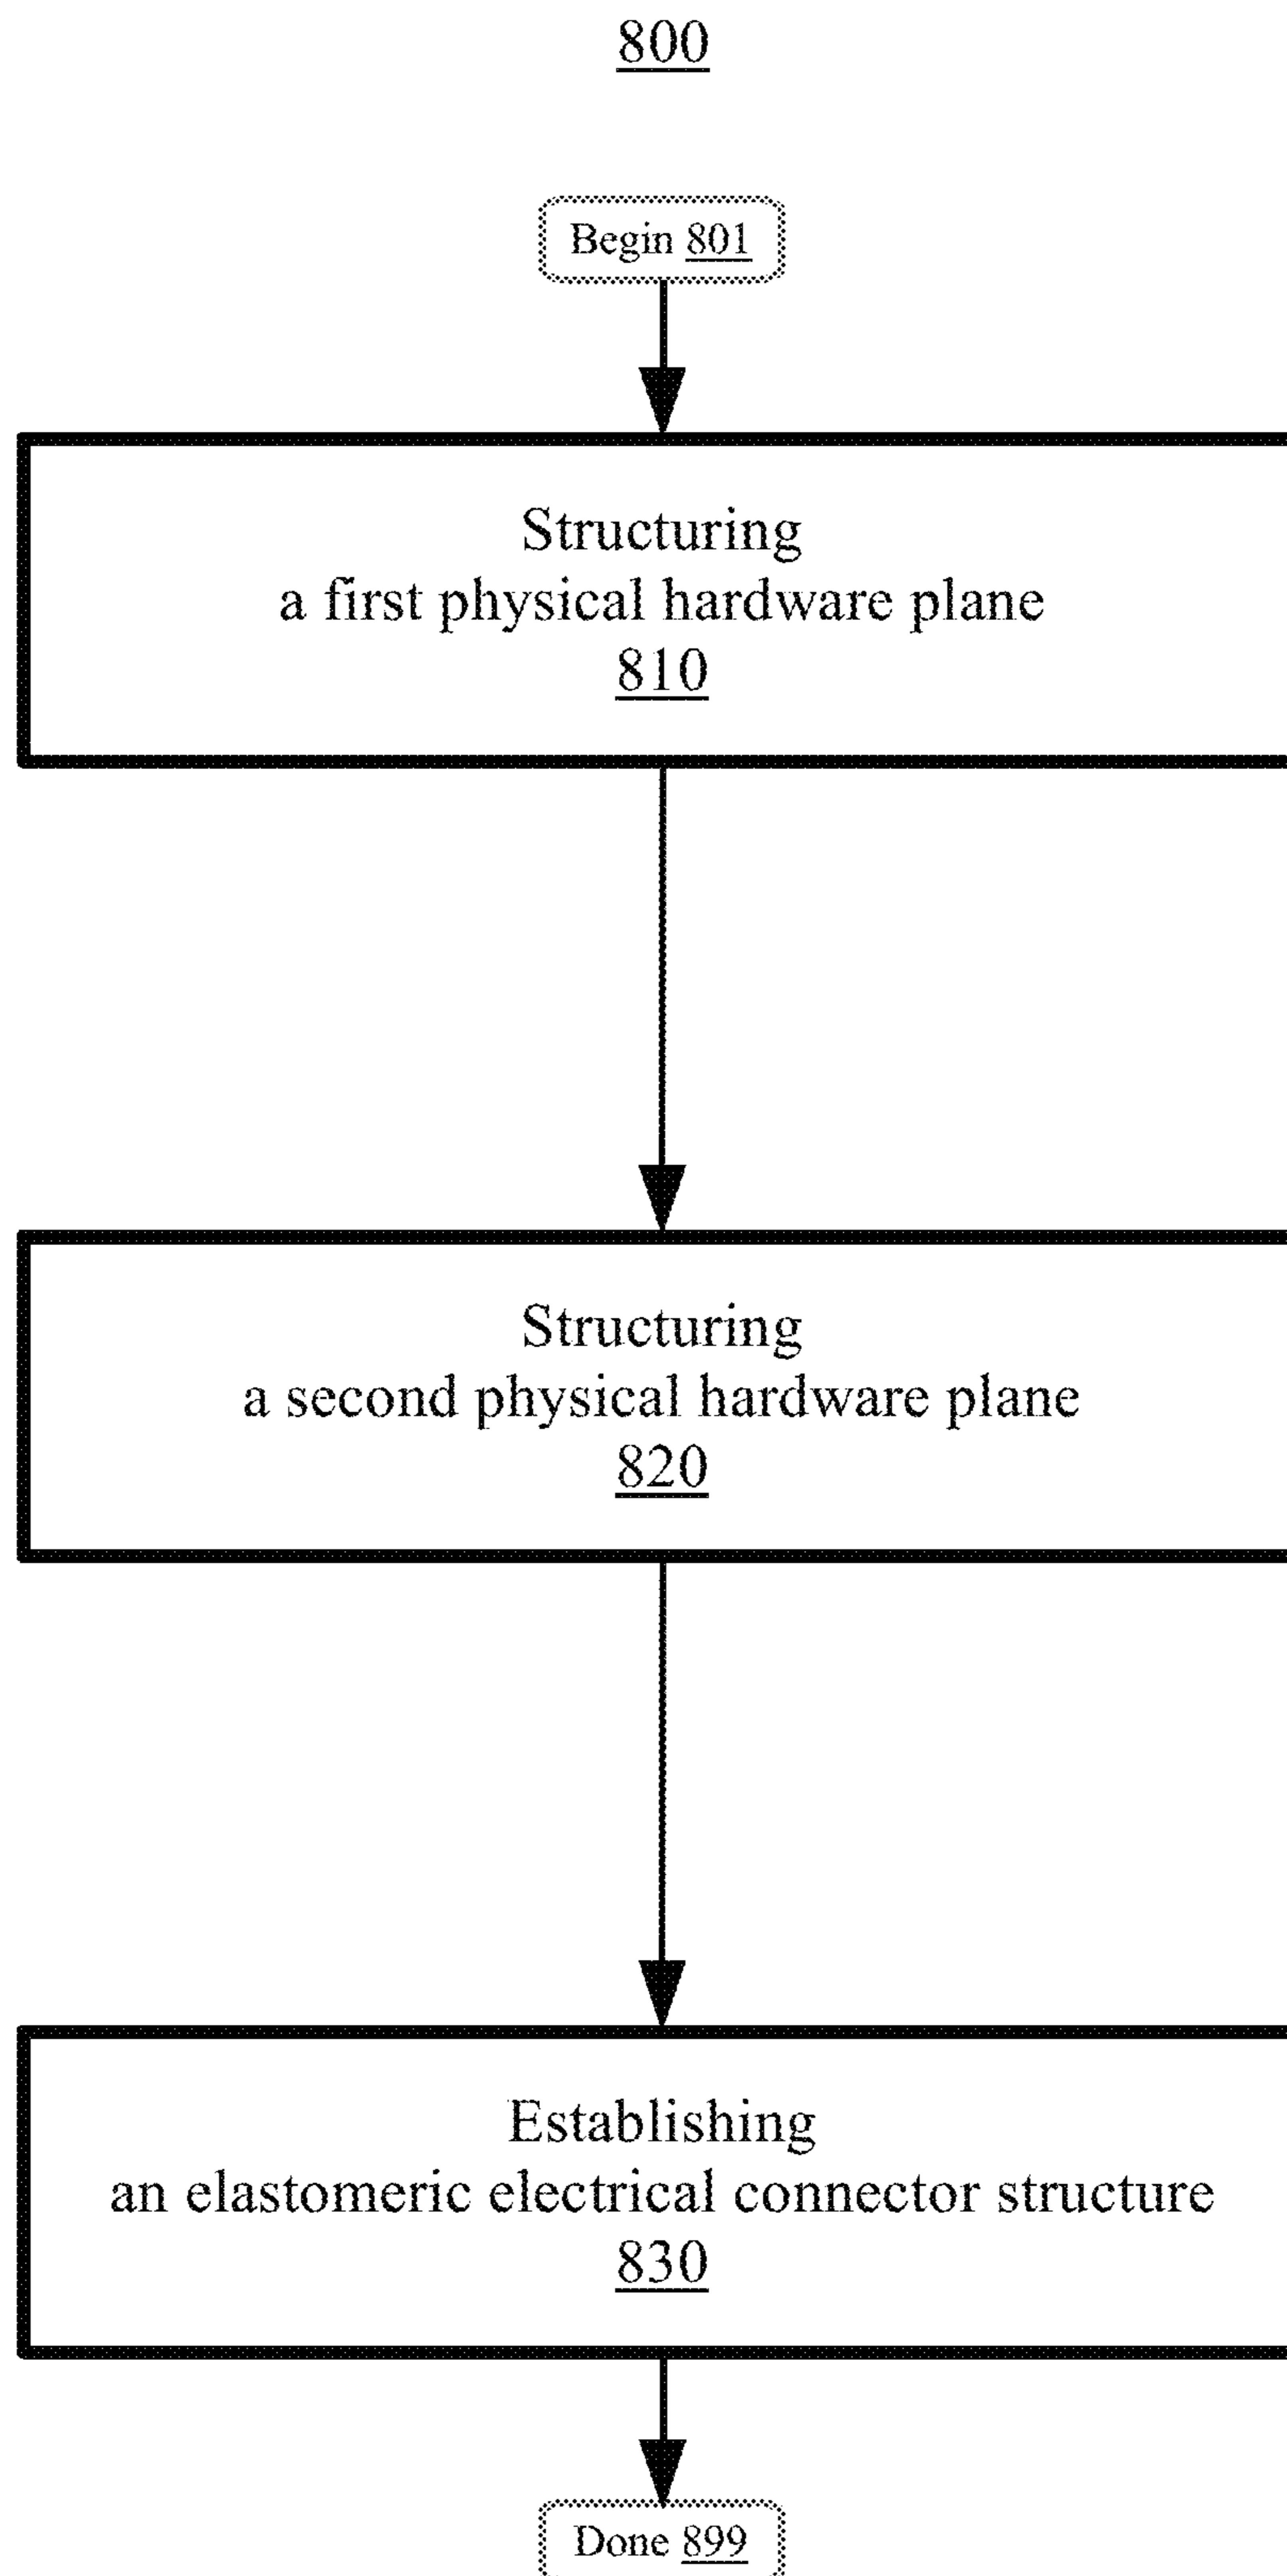 800
Begin 801
Structuring
a first physical hardware plane
810
Structuring
a second physical hardware plane
820
Establishing
an elastomeric electrical connector structure
830
Done 899